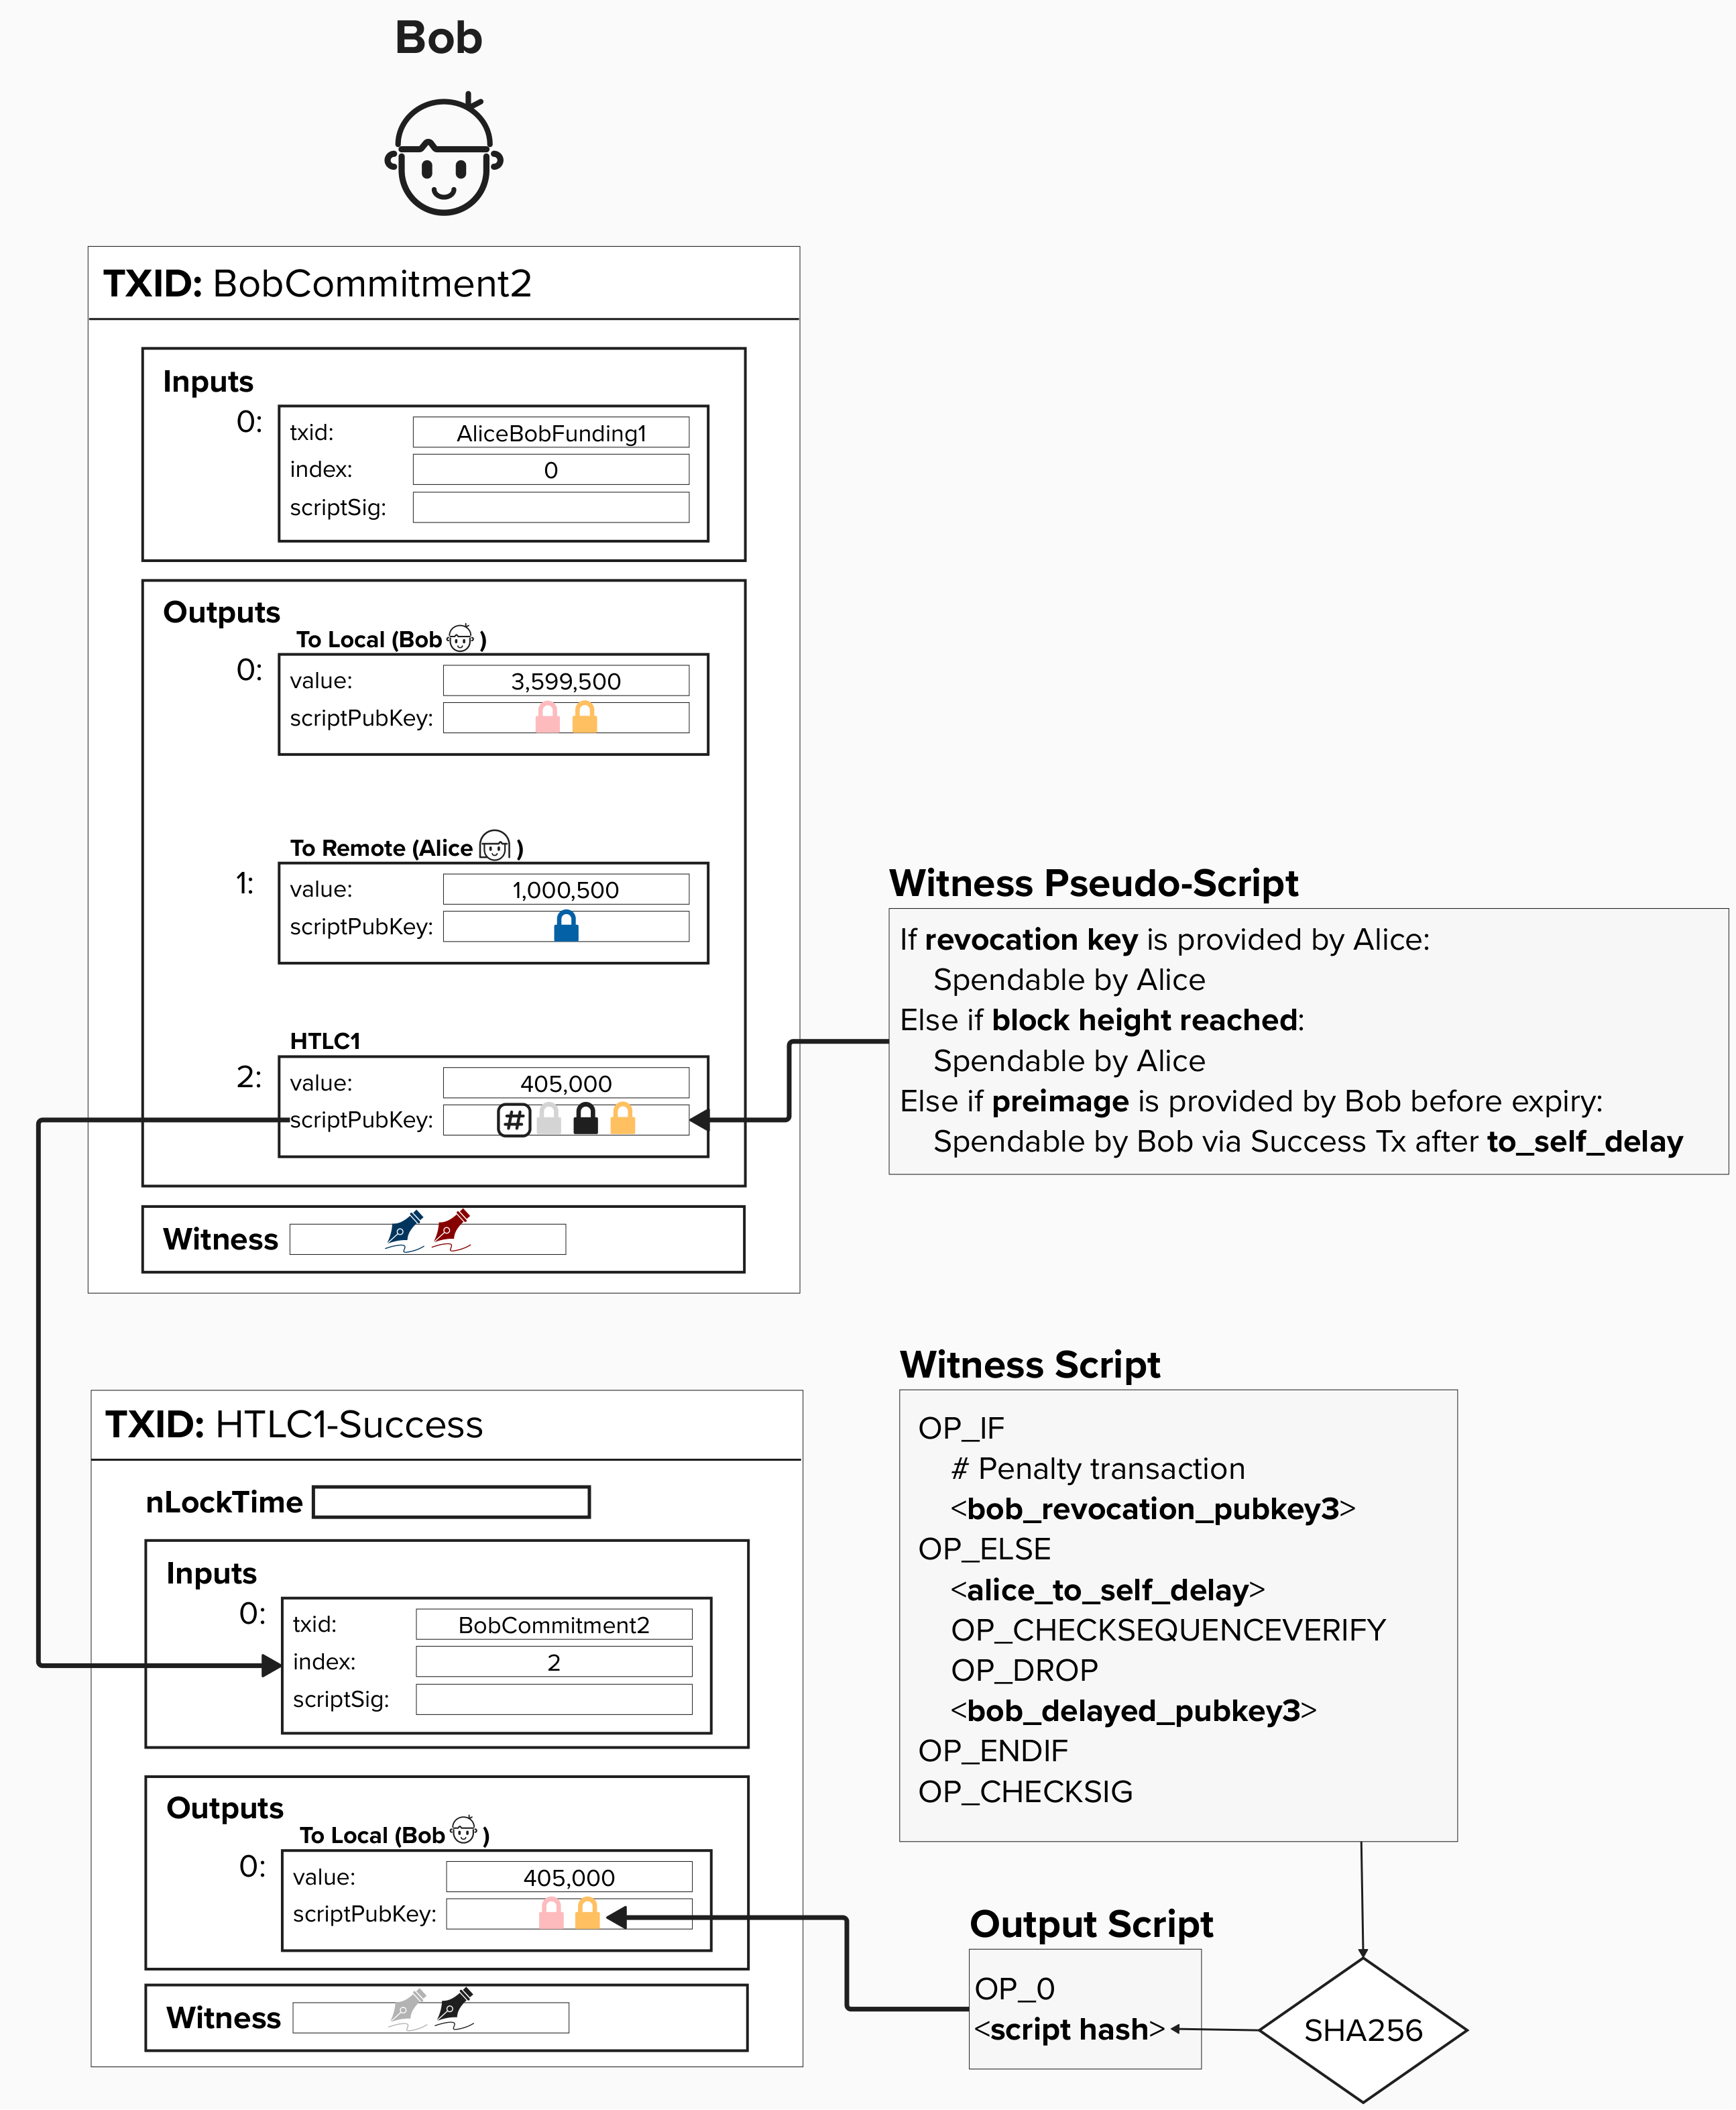 Bob
TXID: BobCommitment2
Inputs
0:
txid: AliceBobFunding1
index: 0
scriptSig:
Outputs
To Local (Bob )
0:
value: 3,599,500
scriptPubKey:
To Remote (Alice )
1:
value: 1,000,500
scriptPubKey:
HTLC1
2:
value: 405,000
scriptPubKey: #
Witness
Witness Pseudo-Script
If revocation key is provided by Alice:
Spendable by Alice
Else if block height reached:
Spendable by Alice
Else if preimage is provided by Bob before expiry:
Spendable by Bob via Success Tx after to_self_delay
TXID: HTLC1-Success
nLockTime
Inputs
0:
txid: BobCommitment2
index: 2
scriptSig:
Outputs
To Local (Bob )
0:
value: 405,000
scriptPubKey:
Witness
Witness Script
OP_IF
# Penalty transaction
<bob_revocation_pubkey3>
OP_ELSE
<alice_to_self_delay>
OP_CHECKSEQUENCEVERIFY
OP_DROP
<bob_delayed_pubkey3>
OP_ENDIF
OP_CHECKSIG
Output Script
OP_0
<script hash>
SHA256